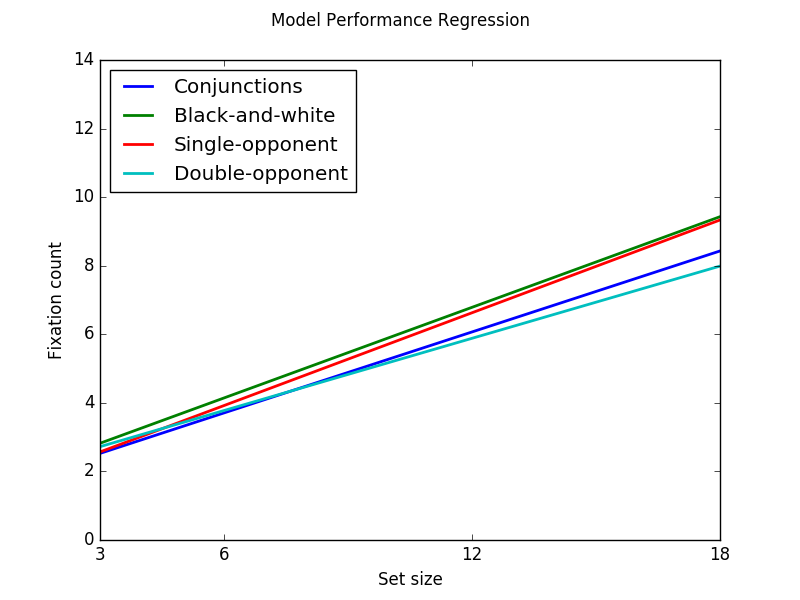 Model Performance Regression
14
12
10
8
6
4
2
0
Fixation count
Conjunctions
Black-and-white
Single-opponent
Double-opponent
3
6
12
18
Set size